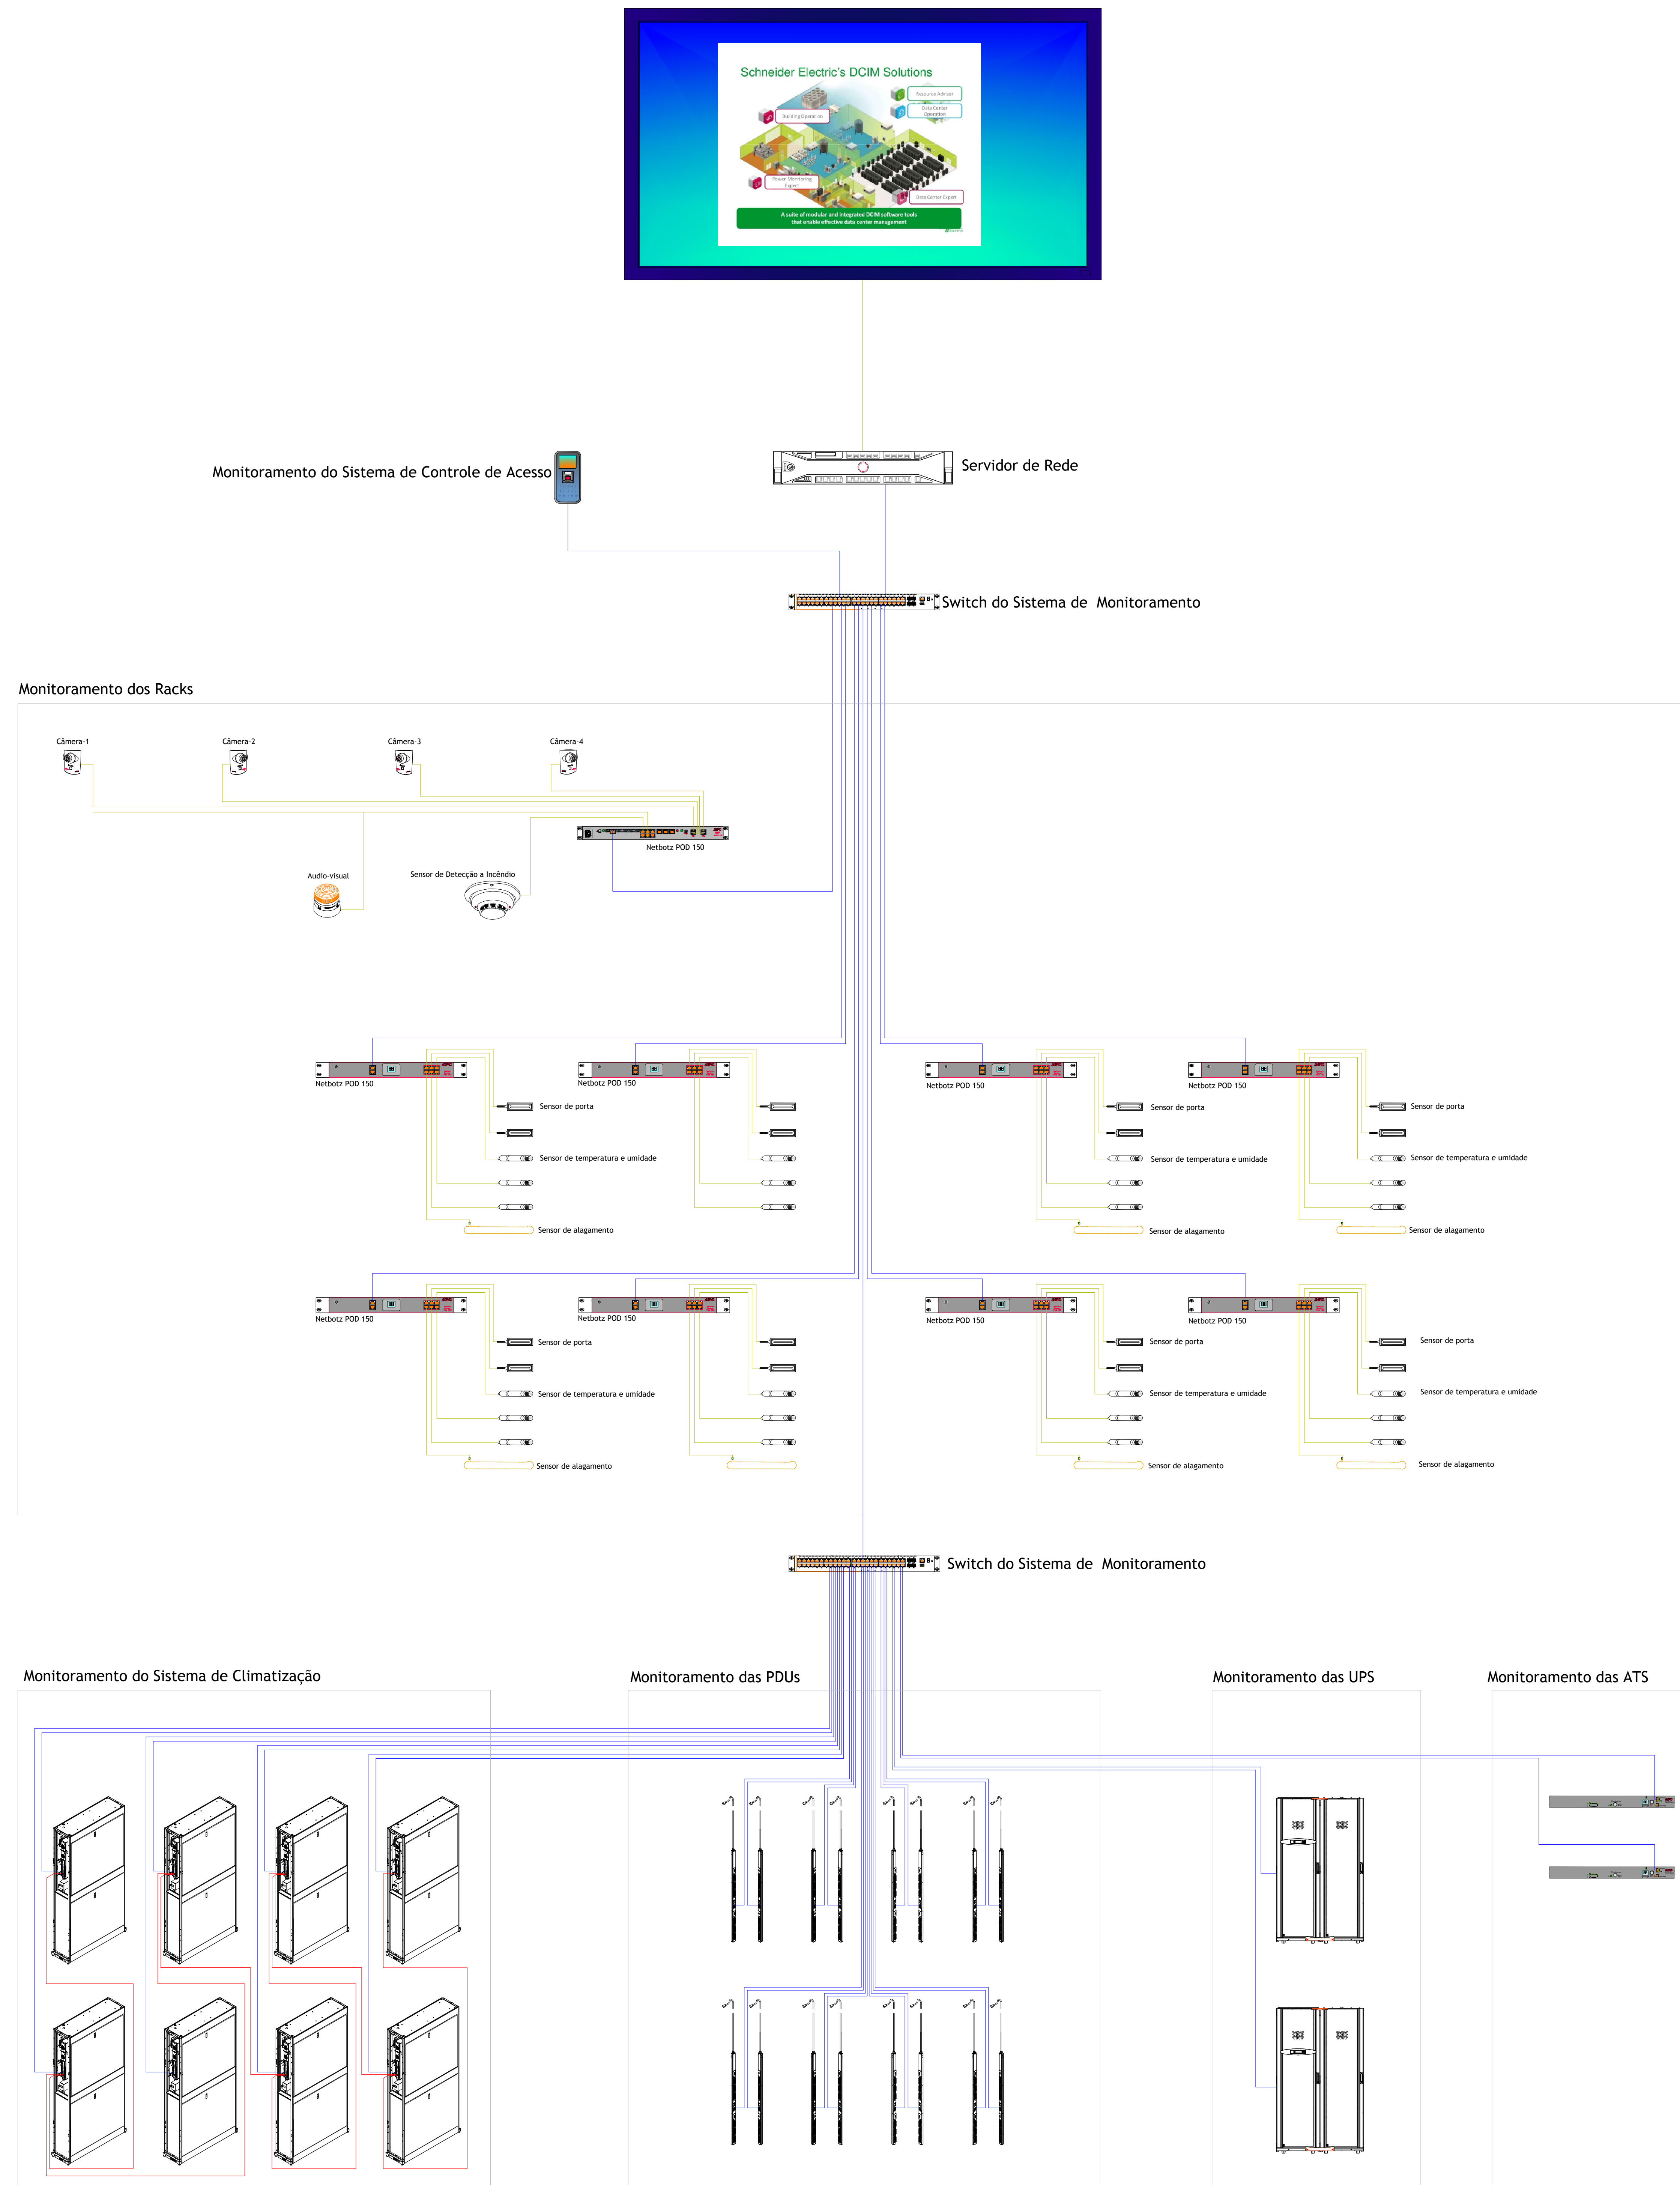 Schneider Electric's DCIM Solutions
Resource Advisor
Data Center
Operation
Building Operation
Power Monitoring
Expert
Data Center Expert
A suite of modular and integrated DCIM software tools
that enable effective data center management
Monitoramento do Sistema de Controle de Acesso
Servidor de Rede
Switch do Sistema de Monitoramento
Monitoramento dos Racks
Câmera-1
Câmera-2
Câmera-3
Câmera-4
Netbotz POD 150
Audio-visual
Sensor de Detecção a Incêndio
Netbotz POD 150
Netbotz POD 150
Netbotz POD 150
Netbotz POD 150
Sensor de porta
Sensor de porta
Sensor de porta
Sensor de temperatura e umidade
Sensor de temperatura e umidade
Sensor de temperatura e umidade
Sensor de alagamento
Sensor de alagamento
Sensor de alagamento
Netbotz POD 150
Netbotz POD 150
Netbotz POD 150
Netbotz POD 150
Sensor de porta
Sensor de porta
Sensor de porta
Sensor de temperatura e umidade
Sensor de temperatura e umidade
Sensor de temperatura e umidade
Sensor de alagamento
Sensor de alagamento
Sensor de alagamento
Switch do Sistema de Monitoramento
Monitoramento do Sistema de Climatização
Monitoramento das PDUs
Monitoramento das UPS
Monitoramento das ATS